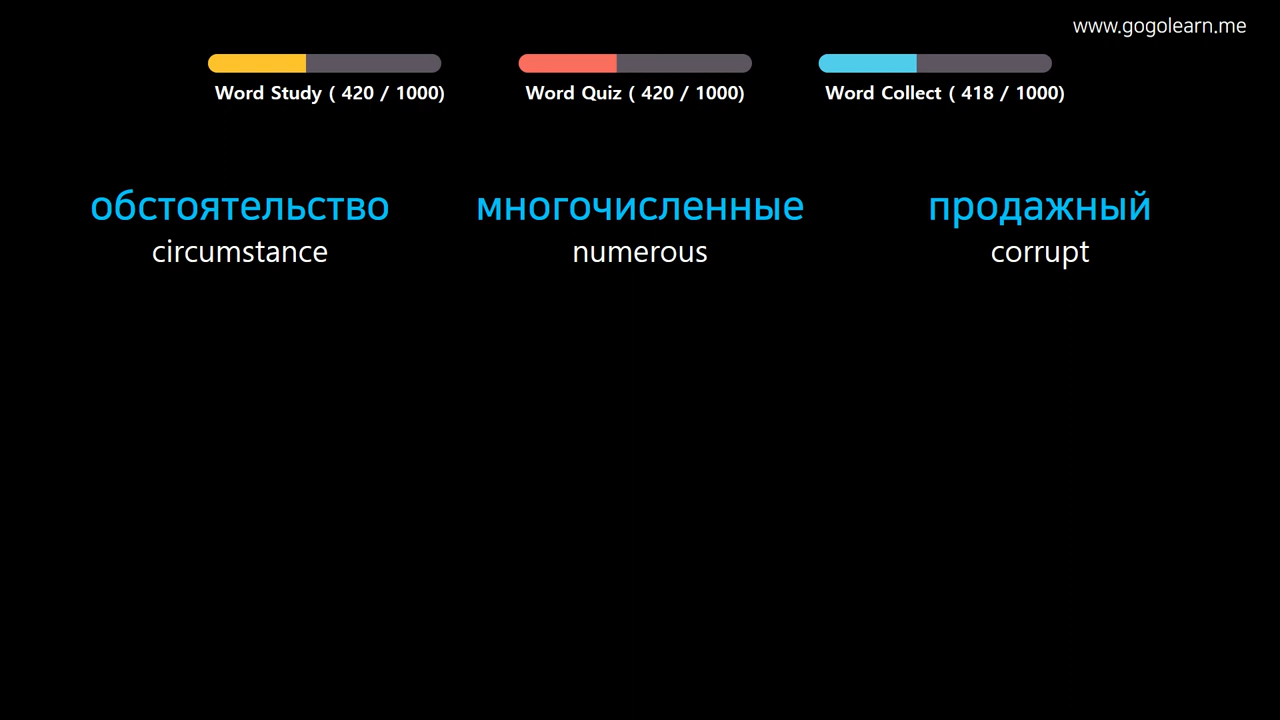 www.gogolearn.me
Word Study ( 420 / 1000)
Word Quiz ( 420 / 1000)
Word Collect ( 418 / 1000)
обстоятельство
circumstance
многочисленные
numerous
продажный
corrupt